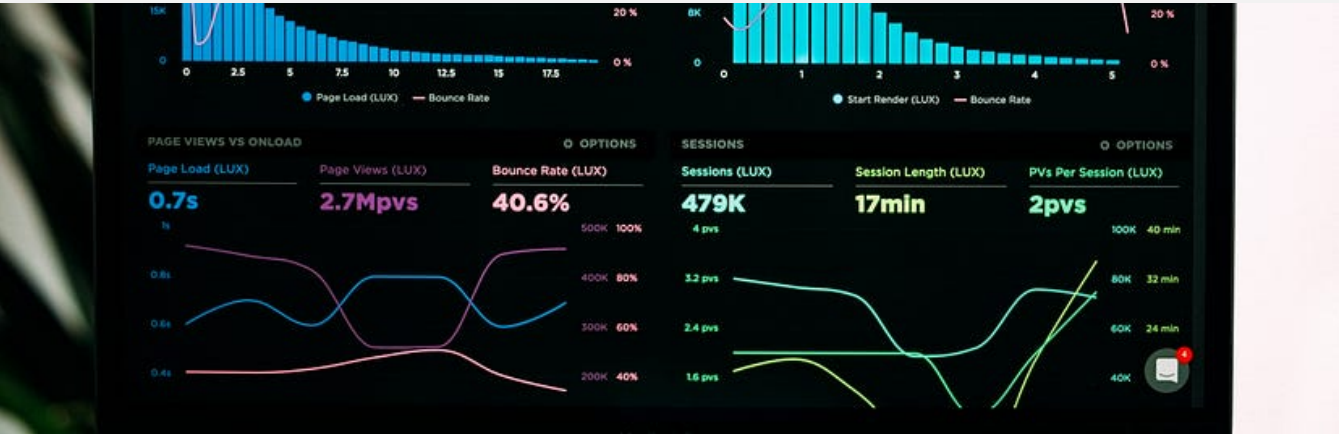 15K
20 %
8K
20 %
0
0 %
0
0 %
0 2.5 5 7.5 10 12.5 15 17.5
0 1 2 3 4 5
Page Load (LUX) Bounce Rate
Start Render (LUX) Bounce Rate
PAGE VIEWS VS ONLOAD OPTIONS
SESSIONS OPTIONS
Page Load (LUX) Page Views (LUX) Bounce Rate (LUX)
0.7s 2.7Mpvs 40.6%
1s 500K 100%
0.8s 400K 80%
0.6s 300K 60%
0.4s 200K 40%
Sessions (LUX) Session Length (LUX) PVs Per Session (LUX)
479K 17min 2pvs
4 pvs 100K 40 min
3.2 pvs 80K 32 min
2.4 pvs 60K 24 min
1.6 pvs 40K
4